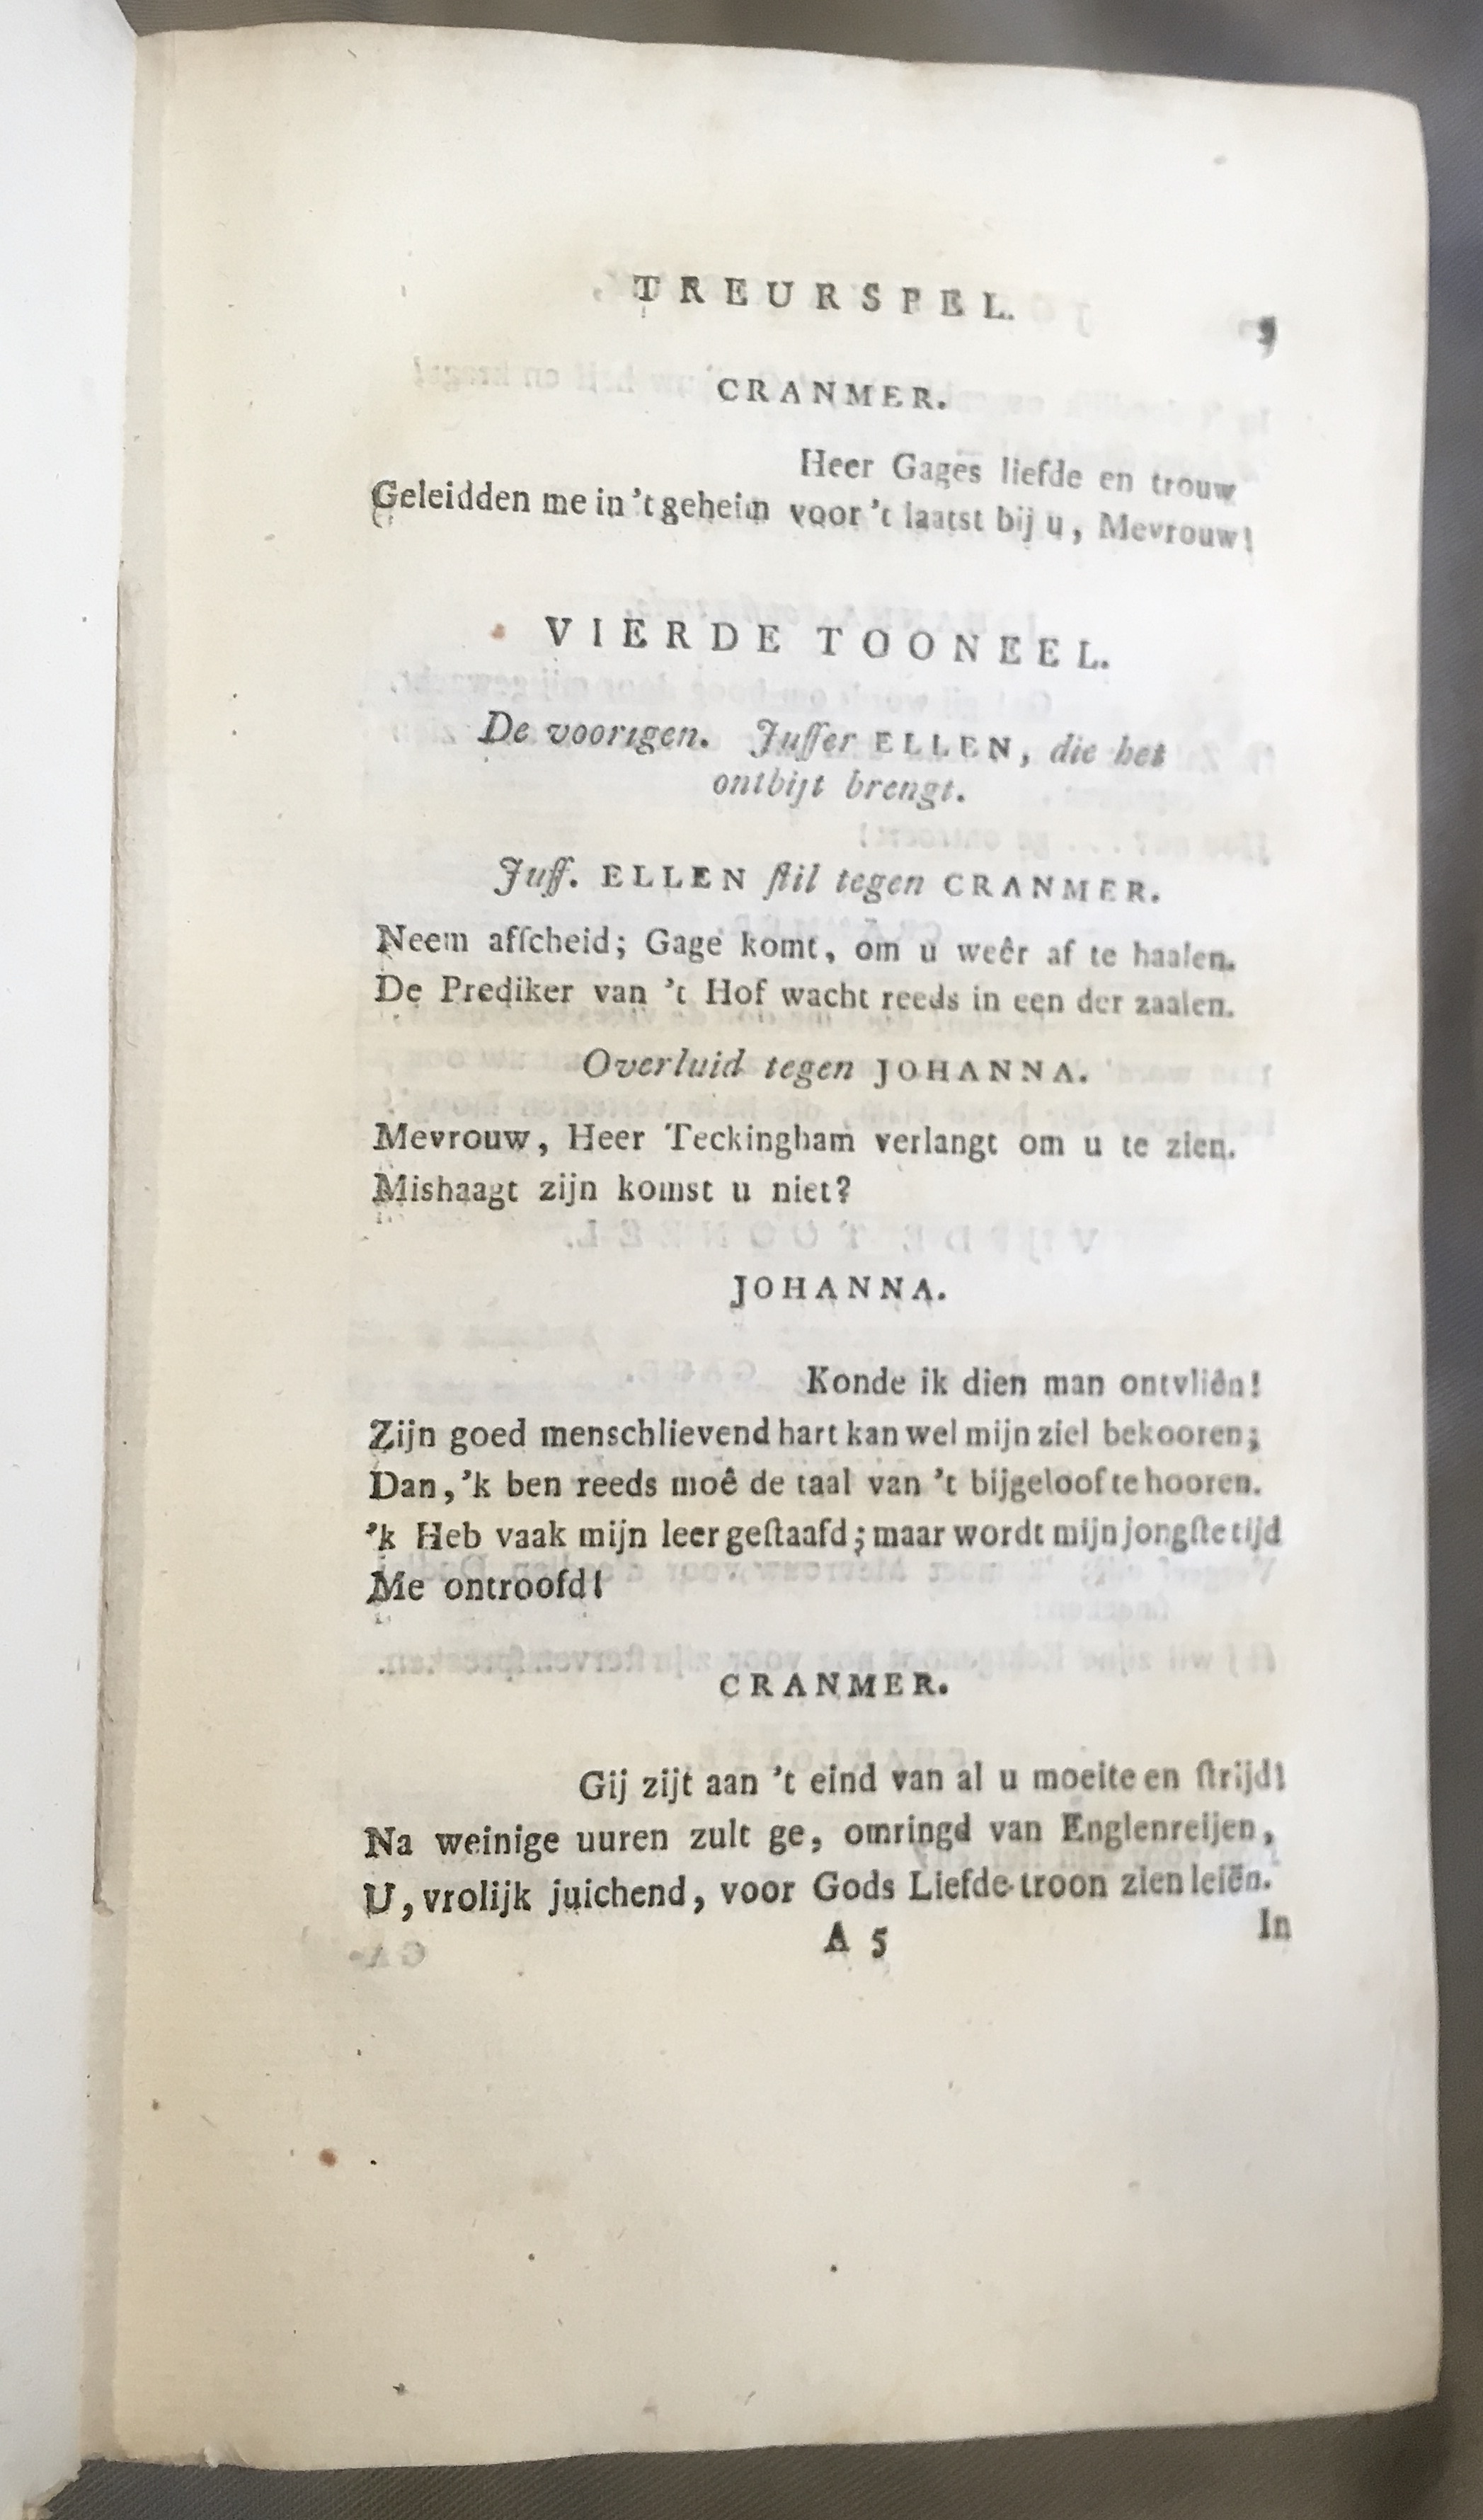 TREURSPEL. 9
CRANMER.
Heer Gages liefde en trouw
Geleidden me in 't geheim voor 't laatst bij u, Mevrouw!
VIERDE TOONEEL.
De voorigen. Juffer ELLEN, die het
ontbijt brengt.
Juff. ELLEN ſtil tegen CRANMER.
Neem afſcheid; Gage komt, om u weêr af te haalen.
De Prediker van 't Hof wacht reeds in een der zaalen.
Overluid tegen JOHANNA.
Mevrouw, Heer Teckingham verlangt om u te zien.
Mishaagt zijn komst u niet?
JOHANNA.
Konde ik dien man ontvliên!
Zijn goed menschlievend hart kan wel mijn ziel bekooren;
Dan, 'k ben reeds moê de taal van 't bijgeloof te hooren.
'k Heb vaak mijn leer geſtaafd; maar wordt mijn jongſte tijd
Me ontroofd!
CRANMER.
Gij zijt aan 't eind van al u moeite en ſtrijd!
Na weinige uuren zult ge, omringd van Englenreijen,
U, vrolijk juichend, voor Gods Liefde-troon zien leiën.
A 5 In